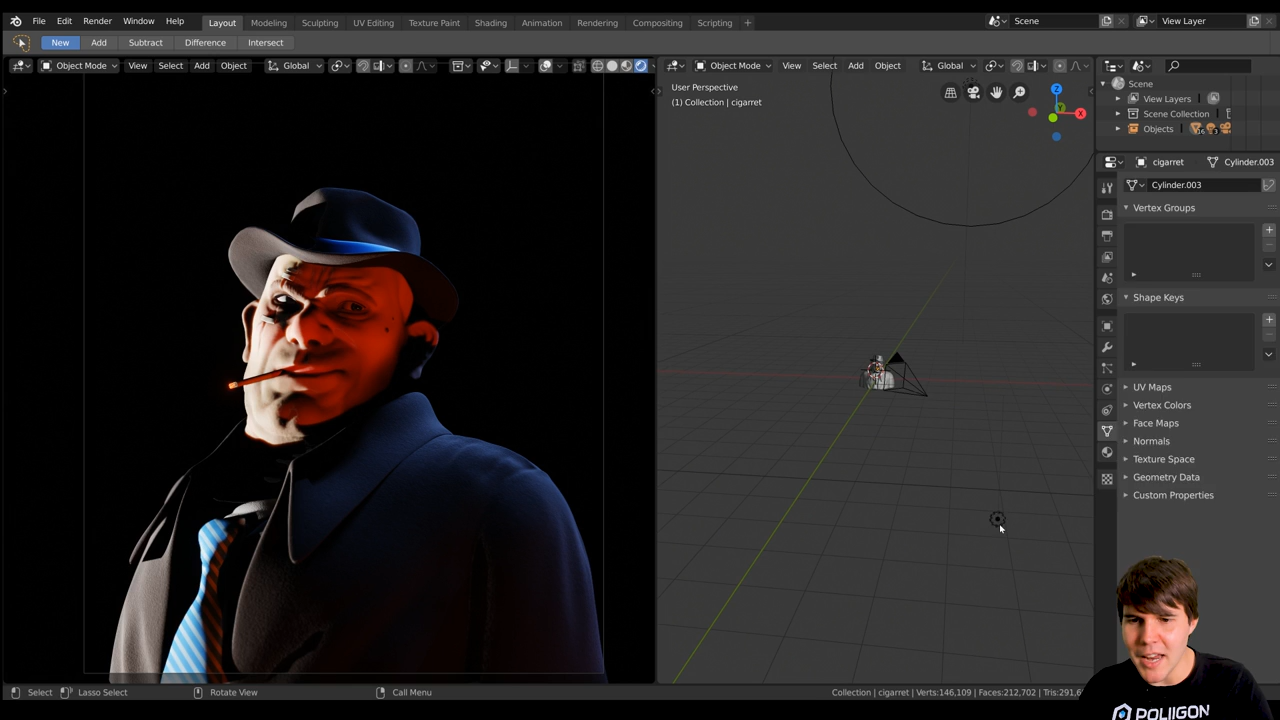 File Edit Render Window Help Layout Modeling Sculpting UV Editing Texture Paint Shading Animation Rendering Compositing Scripting + Scene View Layer
New Add Subtract Difference Intersect
Object Mode View Select Add Object Global Object Mode View Select Add Object Global
User Perspective
(1) Collection | cigarret
Scene
View Layers
Scene Collection
Objects
cigarret Cylinder.003
Cylinder.003
Vertex Groups
Shape Keys
UV Maps
Vertex Colors
Face Maps
Normals
Texture Space
Geometry Data
Custom Properties
Select Lasso Select Rotate View Call Menu Collection | cigarret | Verts:146,109 | Faces:212,702 | Tris:291,6
POLIIGON